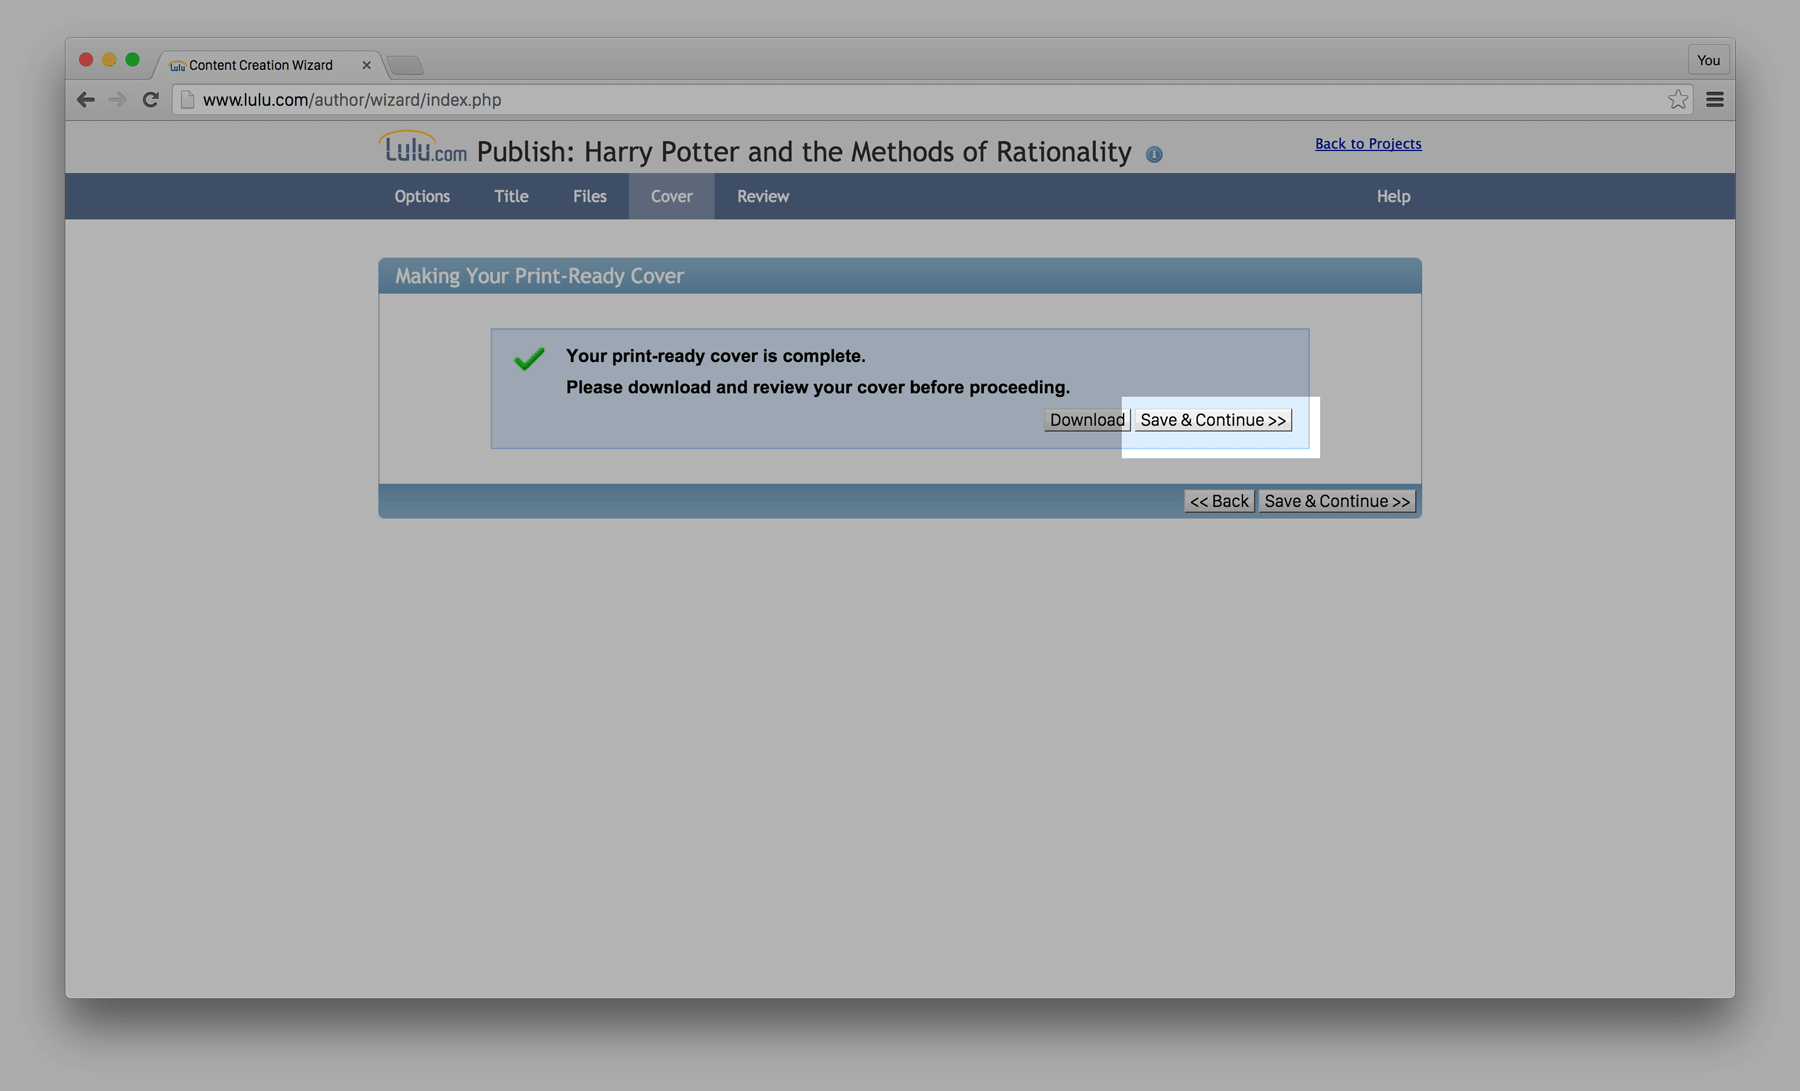 Content Creation Wizard
You
www.lulu.com/author/wizard/index.php
Lulu.com Publish: Harry Potter and the Methods of Rationality
Back to Projects
Options Title Files Cover Review Help
Making Your Print-Ready Cover
Your print-ready cover is complete.
Please download and review your cover before proceeding.
Download Save & Continue >>
<< Back Save & Continue >>